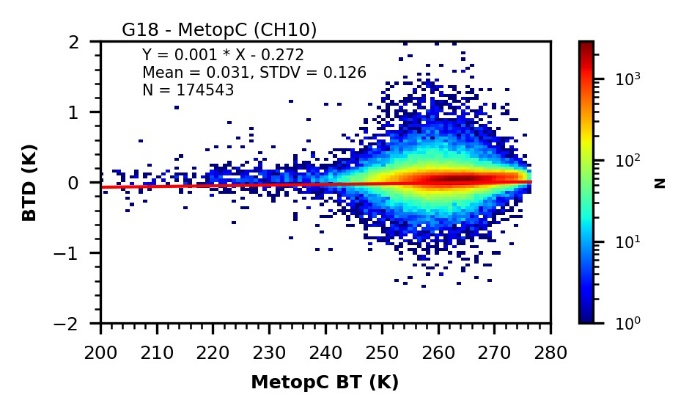 G18 - MetopC (CH10)
Y = 0.001 * X - 0.272
Mean = 0.031, STDV = 0.126
N = 174543
2
1
0
−1
−2
BTD (K)
200 210 220 230 240 250 260 270 280
MetopC BT (K)
10³
10²
10¹
10⁰
N